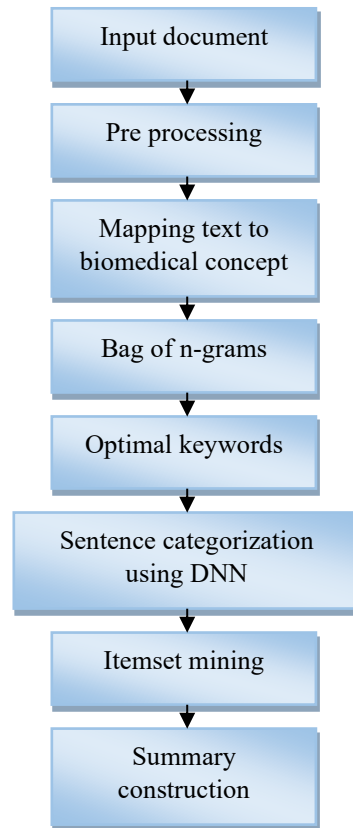 Input document
Pre processing
Mapping text to
biomedical concept
Bag of n-grams
Optimal keywords
Sentence categorization
using DNN
Itemset mining
Summary
construction